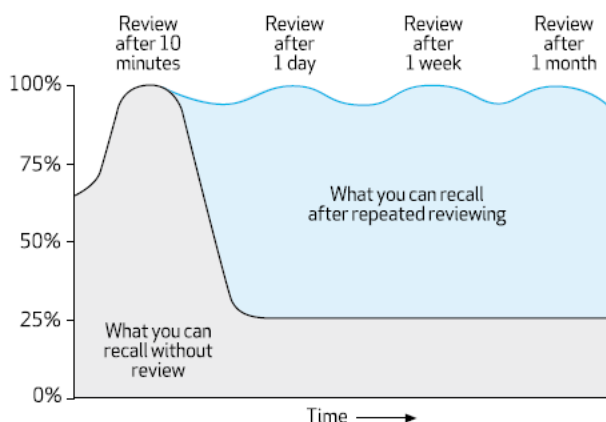 Review
after 10
minutes
Review
after
1 day
Review
after
1 week
Review
after
1 month
100%
75%
What you can recall
after repeated reviewing
50%
25%
What you can
recall without
review
0%
Time